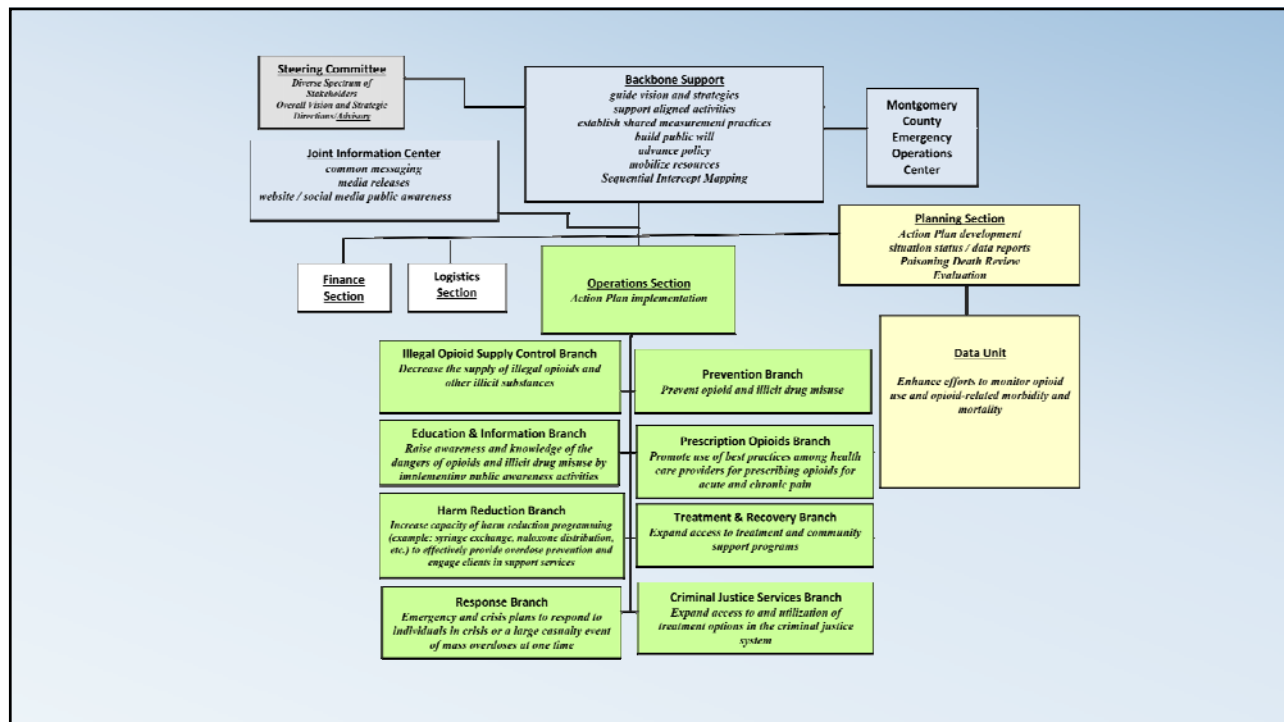 Steering Committee
Diverse Spectrum of
Stakeholders
Overall Vision and Strategic
Directions/Advisory
Backbone Support
guide vision and strategies
support aligned activities
establish shared measurement practices
build public will
advance policy
mobilize resources
Sequential Intercept Mapping
Montgomery
County
Emergency
Operations
Center
Joint Information Center
common messaging
media releases
website / social media public awareness
Planning Section
Action Plan development
situation status / data reports
Poisoning Death Review
Evaluation
Finance
Section
Logistics
Section
Operations Section
Action Plan implementation
Data Unit
Enhance efforts to monitor opioid
use and opioid-related morbidity and
mortality
Illegal Opioid Supply Control Branch
Decrease the supply of illegal opioids and
other illicit substances
Prevention Branch
Prevent opioid and illicit drug misuse
Education & Information Branch
Raise awareness and knowledge of the
dangers of opioids and illicit drug misuse by
implementing public awareness activities
Prescription Opioids Branch
Promote use of best practices among health
care providers for prescribing opioids for
acute and chronic pain
Harm Reduction Branch
Increase capacity of harm reduction programming
(example: syringe exchange, naloxone distribution,
etc.) to effectively provide overdose prevention and
engage clients in support services
Treatment & Recovery Branch
Expand access to treatment and community
support programs
Response Branch
Emergency and crisis plans to respond to
individuals in crisis or a large casualty event
of mass overdoses at one time
Criminal Justice Services Branch
Expand access to and utilization of
treatment options in the criminal justice
system